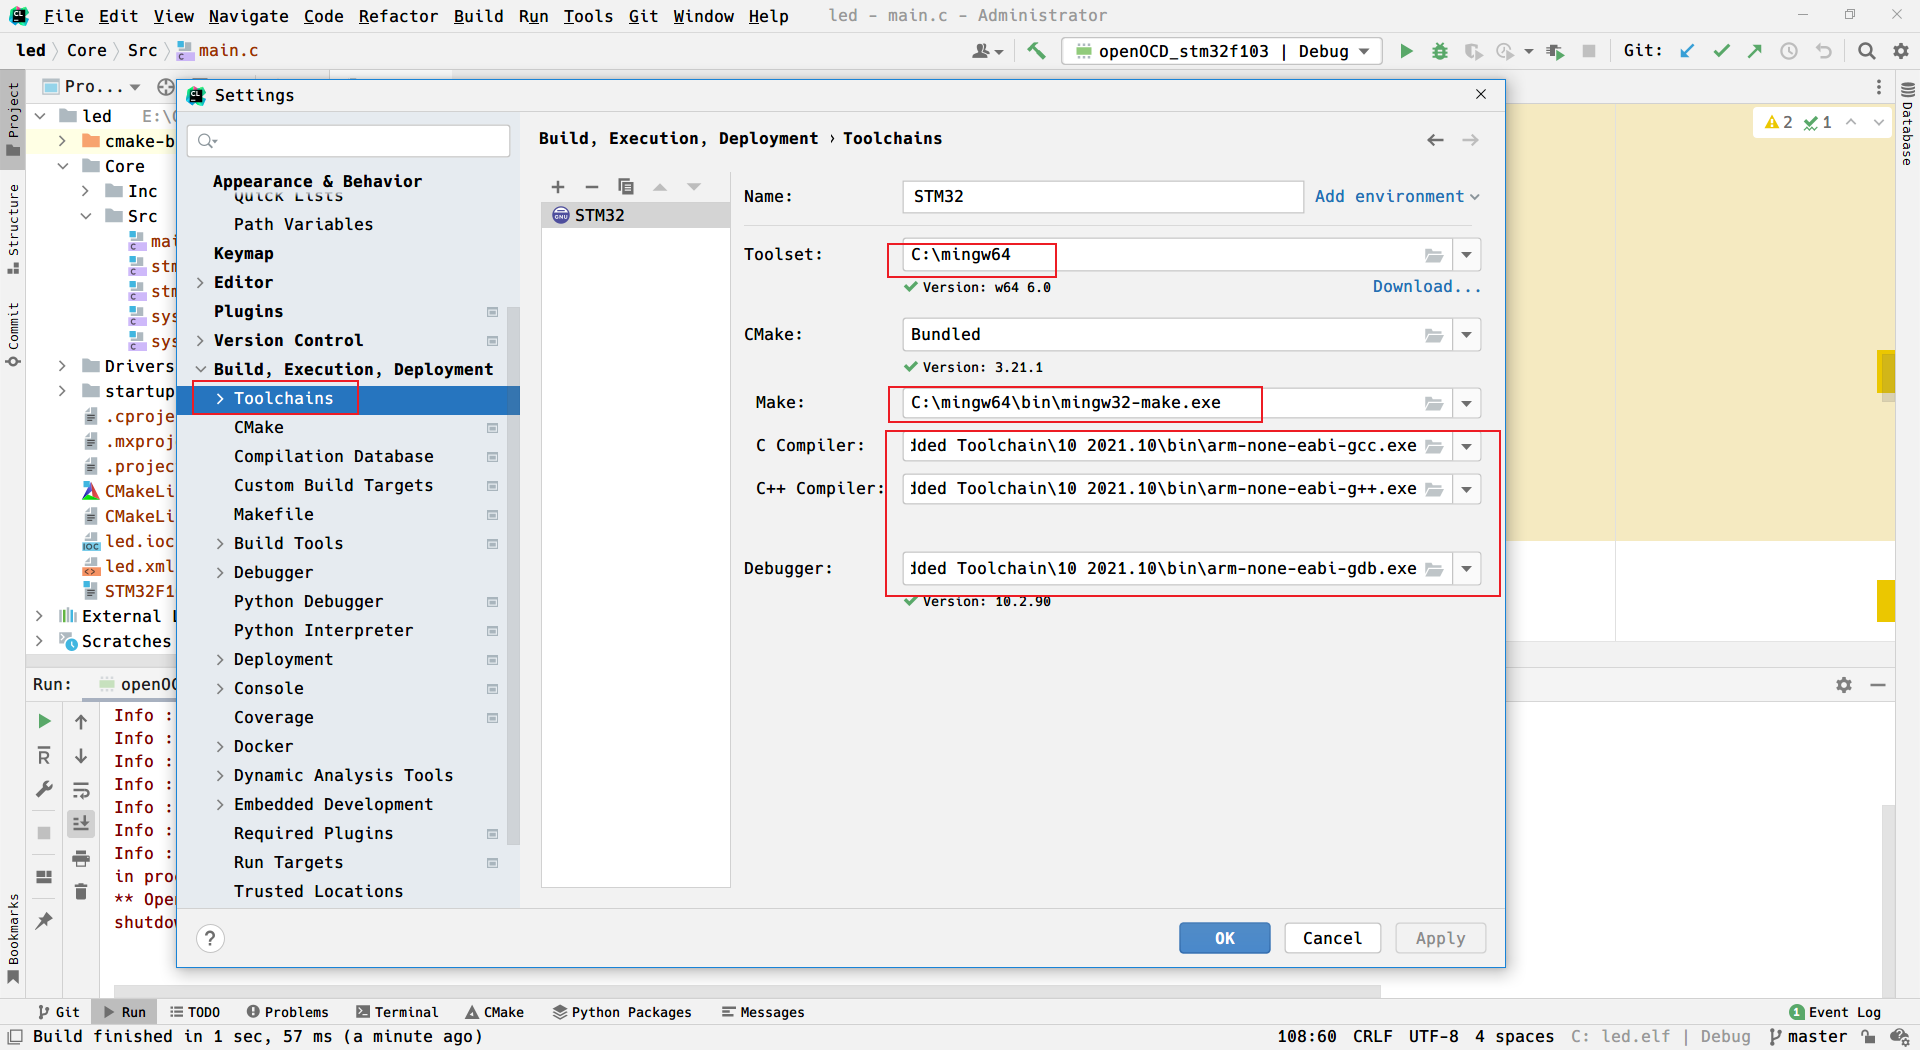 File Edit View Navigate Code Refactor Build Run Tools Git Window Help led - main.c - Administrator
led Core Src main.c openOCD_stm32f103 | Debug Git:
Project
Structure
Commit
Bookmarks
Database
Pro...
led E:\
cmake-b
Core
Inc
Src
mai
stm
stm
sys
sys
Drivers
startup
.cproje
.mxproj
.projec
CMakeLi
CMakeLi
led.ioc
led.xml
STM32F1
External
Scratches
2 1
Settings
Appearance & Behavior
Quick Lists
Path Variables
Keymap
Editor
Plugins
Version Control
Build, Execution, Deployment
Toolchains
CMake
Compilation Database
Custom Build Targets
Makefile
Build Tools
Debugger
Python Debugger
Python Interpreter
Deployment
Console
Coverage
Docker
Dynamic Analysis Tools
Embedded Development
Required Plugins
Run Targets
Trusted Locations
Build, Execution, Deployment › Toolchains
STM32
Name: STM32 Add environment
Toolset: C:\mingw64
Version: w64 6.0 Download...
CMake: Bundled
Version: 3.21.1
Make: C:\mingw64\bin\mingw32-make.exe
C Compiler: dded Toolchain\10 2021.10\bin\arm-none-eabi-gcc.exe
C++ Compiler: dded Toolchain\10 2021.10\bin\arm-none-eabi-g++.exe
Debugger: dded Toolchain\10 2021.10\bin\arm-none-eabi-gdb.exe
Version: 10.2.90
? OK Cancel Apply
Run: openOC
Info :
Info :
Info :
Info :
Info :
Info :
Info :
in pro
** Ope
shutdow
Git Run TODO Problems Terminal CMake Python Packages Messages 1 Event Log
Build finished in 1 sec, 57 ms (a minute ago) 108:60 CRLF UTF-8 4 spaces C: led.elf | Debug master